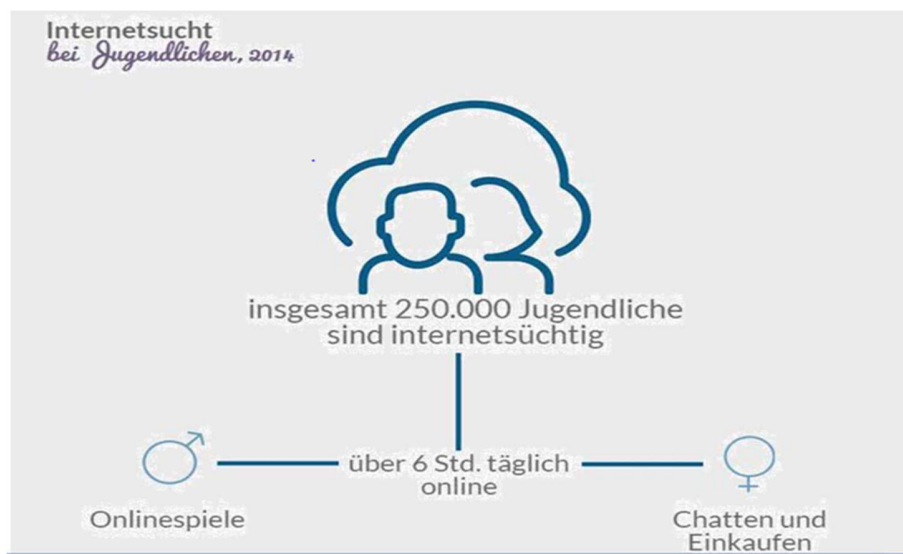 Internetsucht
bei Jugendlichen, 2014
insgesamt 250.000 Jugendliche
sind internetsüchtig
über 6 Std. täglich
online
Onlinespiele
Chatten und
Einkaufen